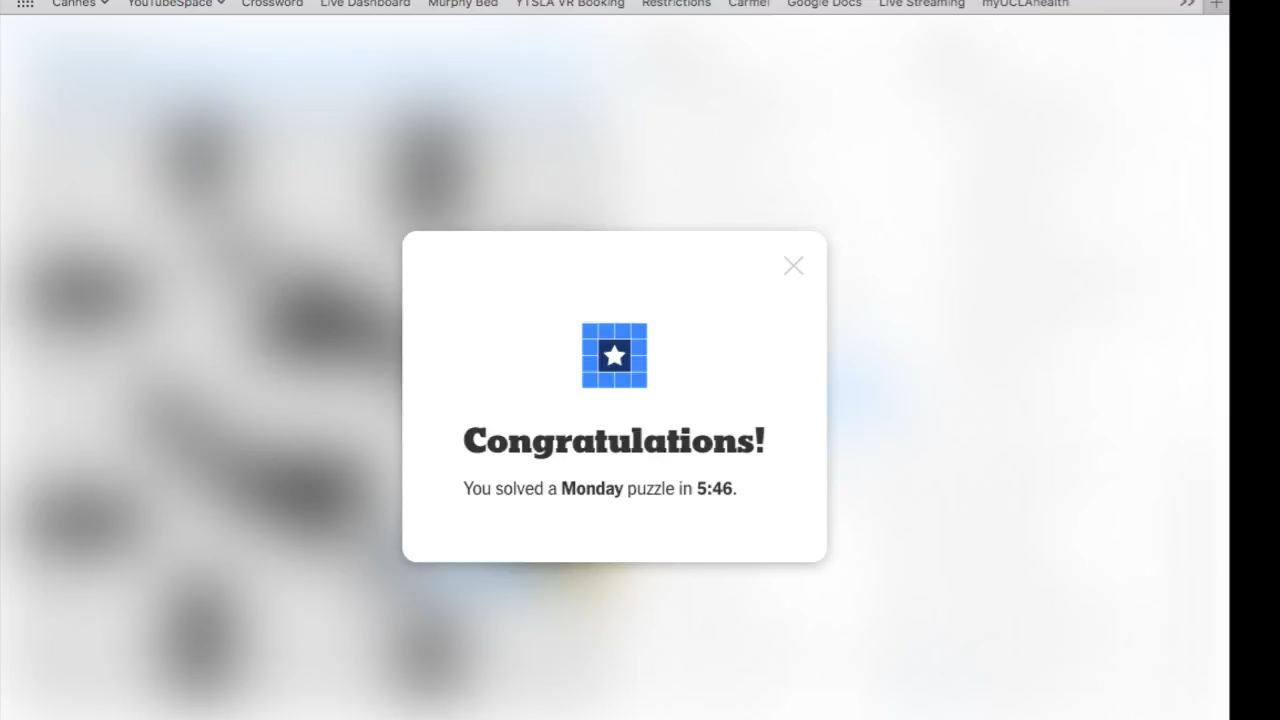 Cannes YouTubeSpace Crossword Live Dashboard Murphy Bed YTSLA VR Booking Restrictions Carmel Google Docs Live Streaming myUCLAhealth
Congratulations!
You solved a Monday puzzle in 5:46.